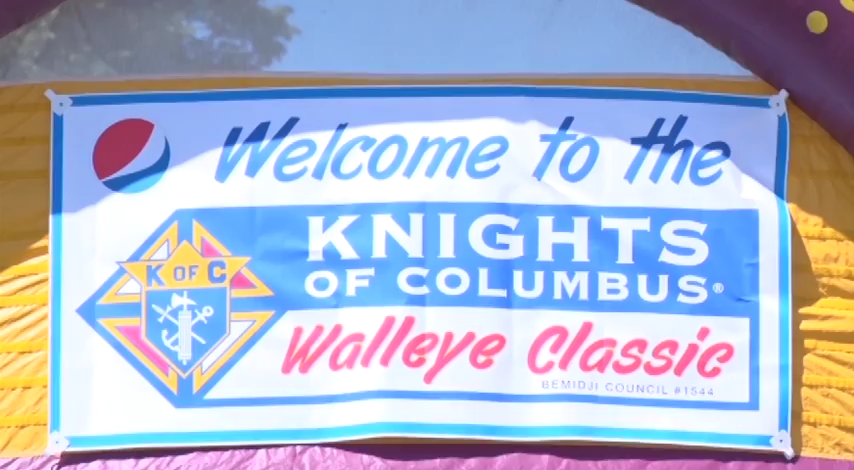 Welcome to the
KNIGHTS
OF COLUMBUS®
K OF C
Walleye Classic
BEMIDJI COUNCIL #1544